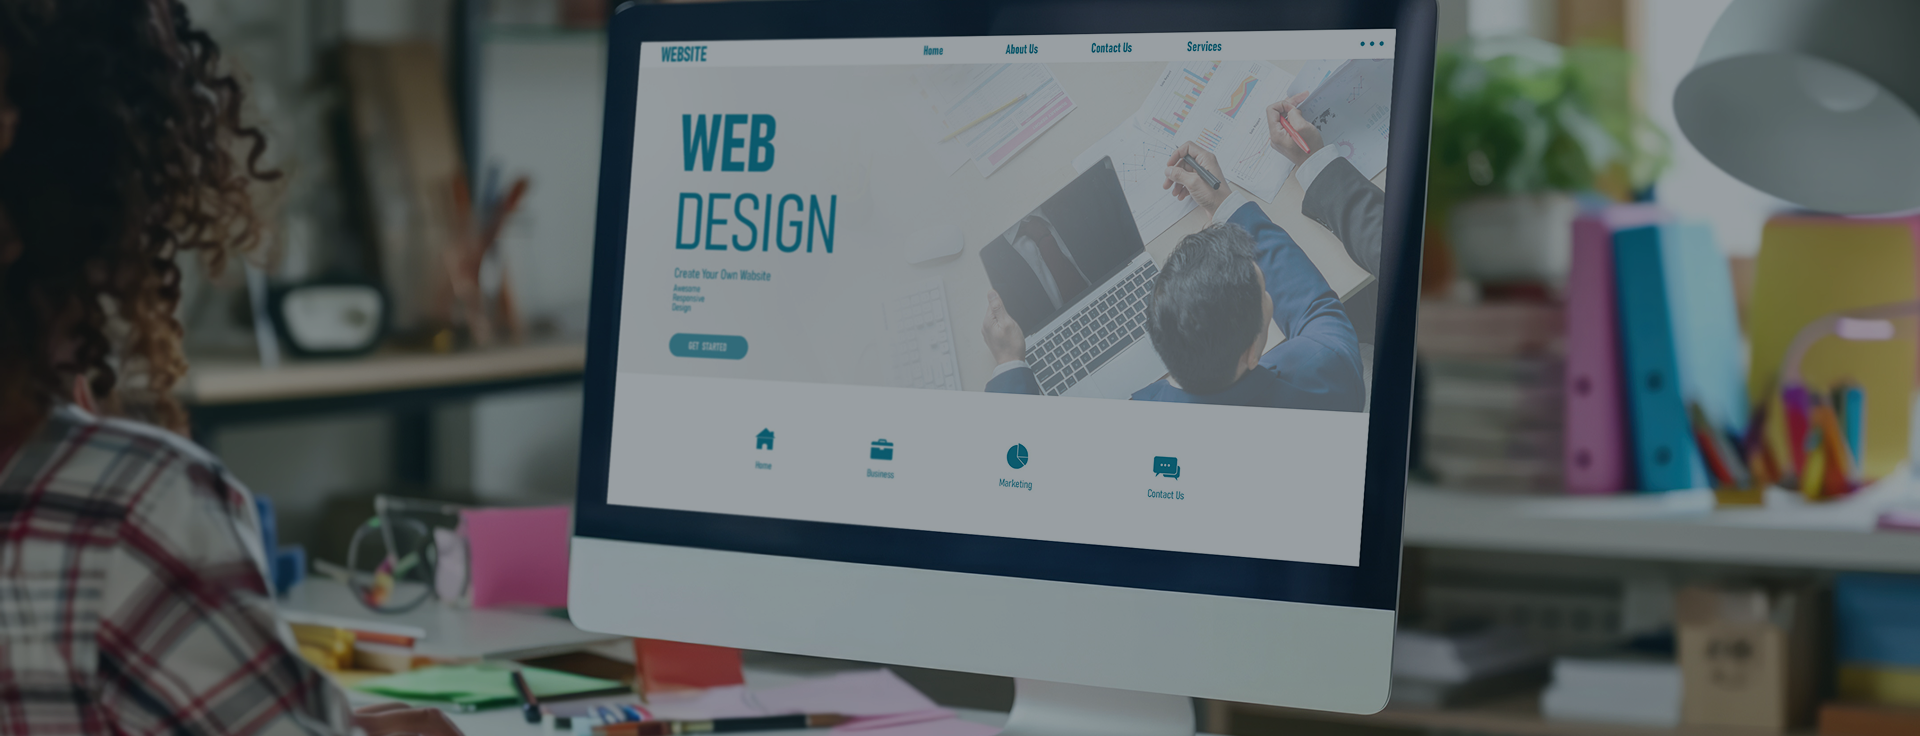 WEBSITE
Home About Us Contact Us Services
WEB
DESIGN
Create Your Own Website
Awesome
Responsive
Design
GET STARTED
Home
Business
Marketing
Contact Us